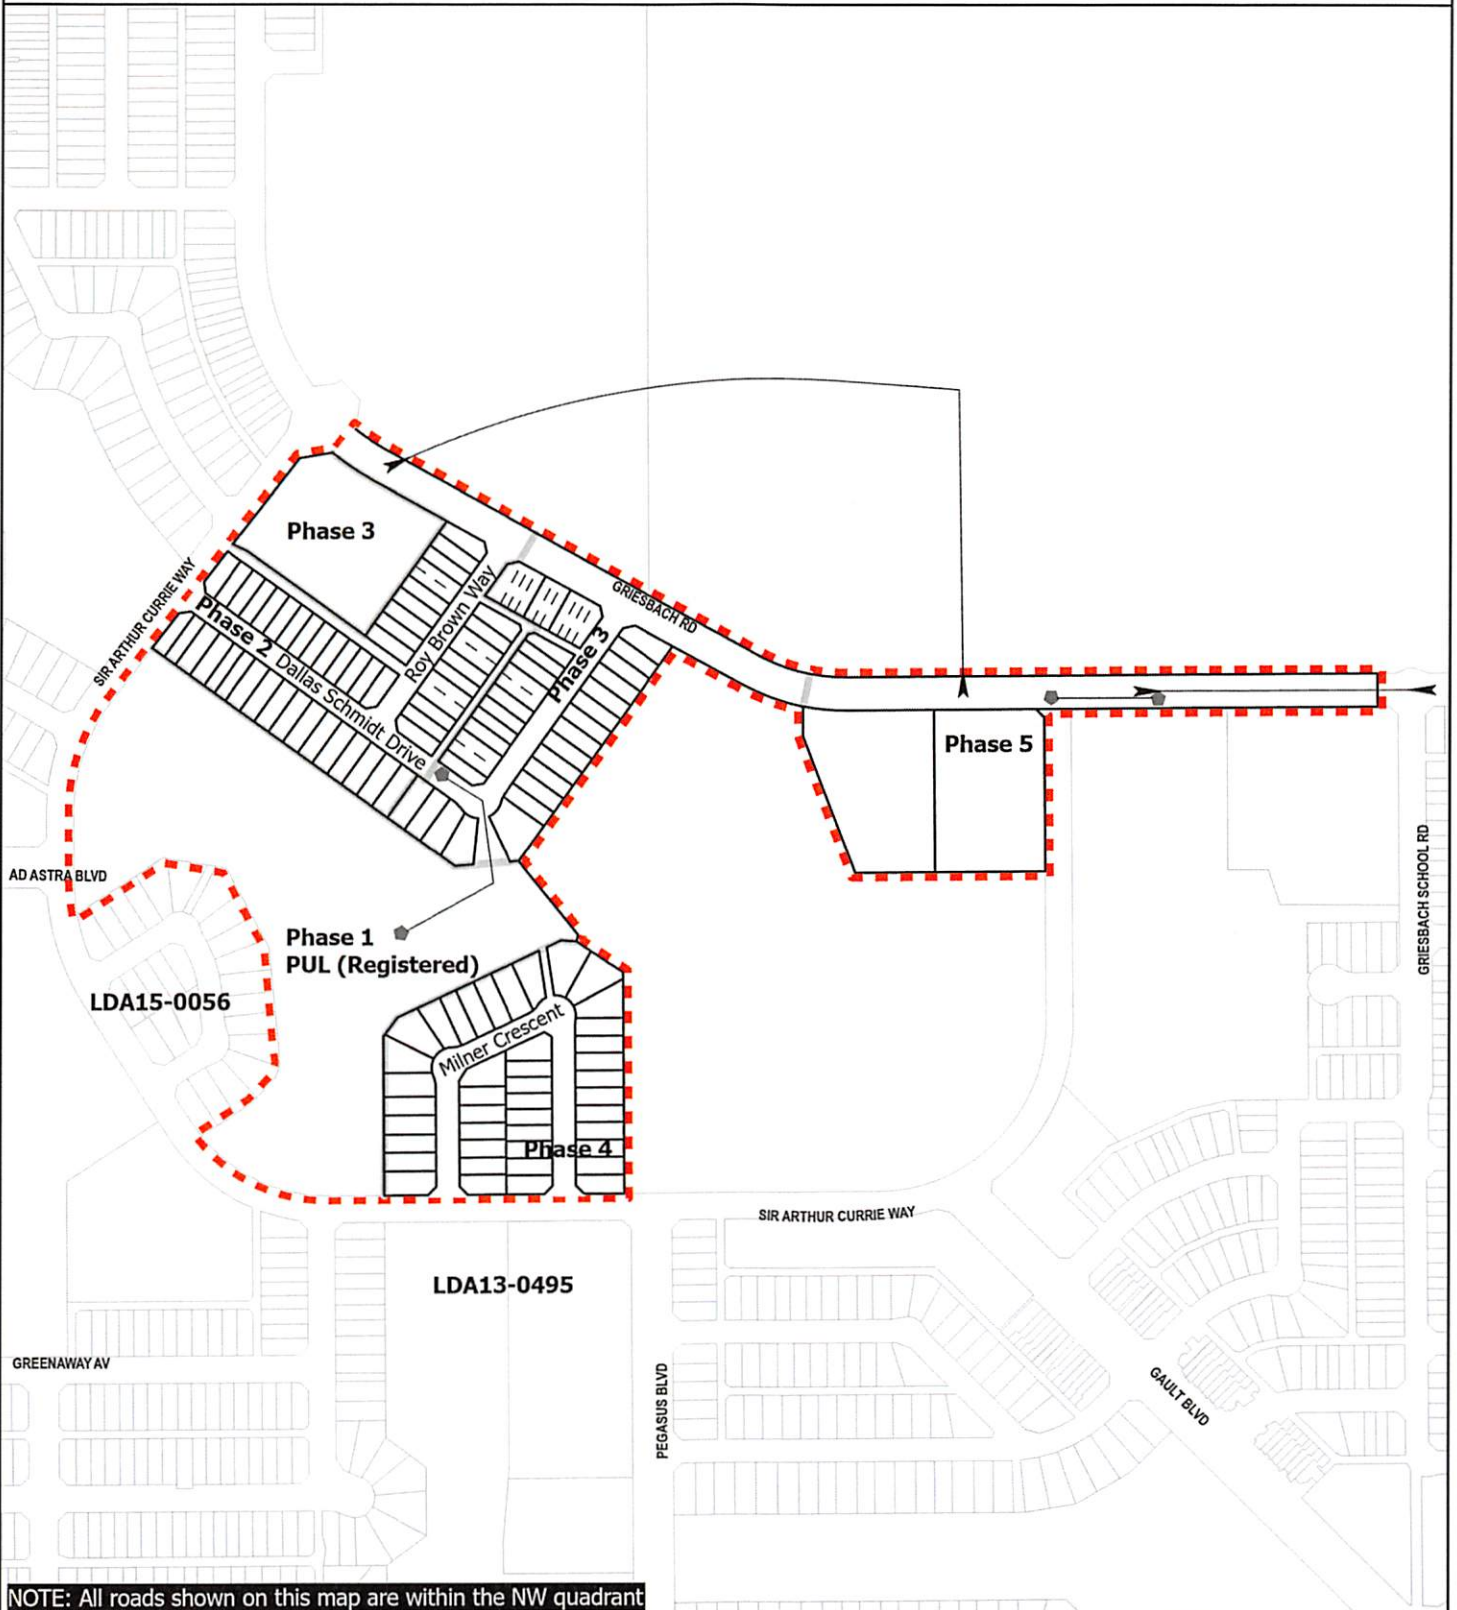 Phase 3
GRIESBACH RD
SIR ARTHUR CURRIE WAY
Roy Brown Way
Phase 2
Dallas Schmidt Drive
Phase 3
Phase 5
AD ASTRA BLVD
GRIESBACH SCHOOL RD
Phase 1
PUL (Registered)
LDA15-0056
Milner Crescent
Phase 4
SIR ARTHUR CURRIE WAY
LDA13-0495
GREENAWAY AV
PEGASUS BLVD
GAULT BLVD
NOTE: All roads shown on this map are within the NW quadrant